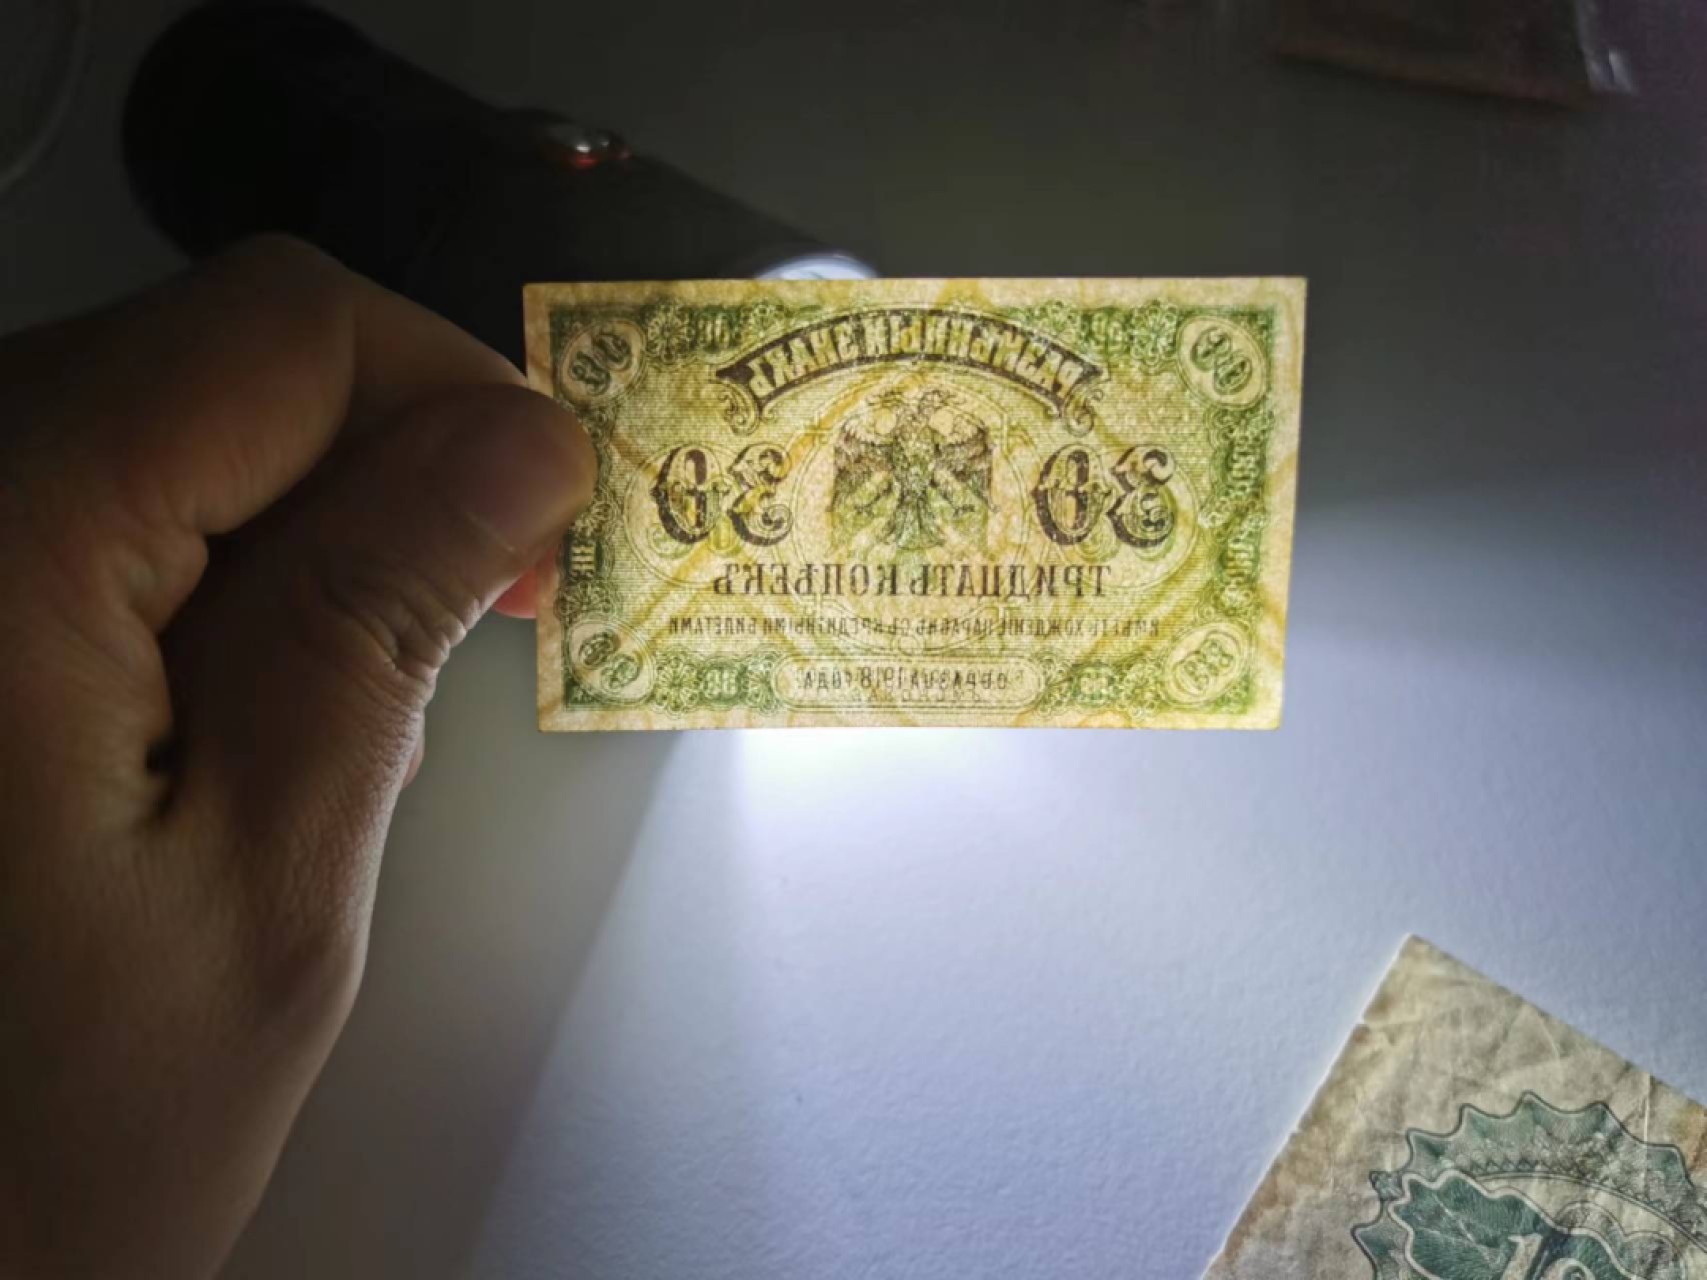 РАЗМѢННЫЙ ЗНАКЪ
30 30
ТРИДЦАТЬ КОПѢЕКЪ
ИМѢЕТЪ ХОЖДЕНІЕ НАРАВНѢ СЪ КРЕДИТНЫМИ БИЛЕТАМИ
ОБРАЗЦА 1918 ГОДА